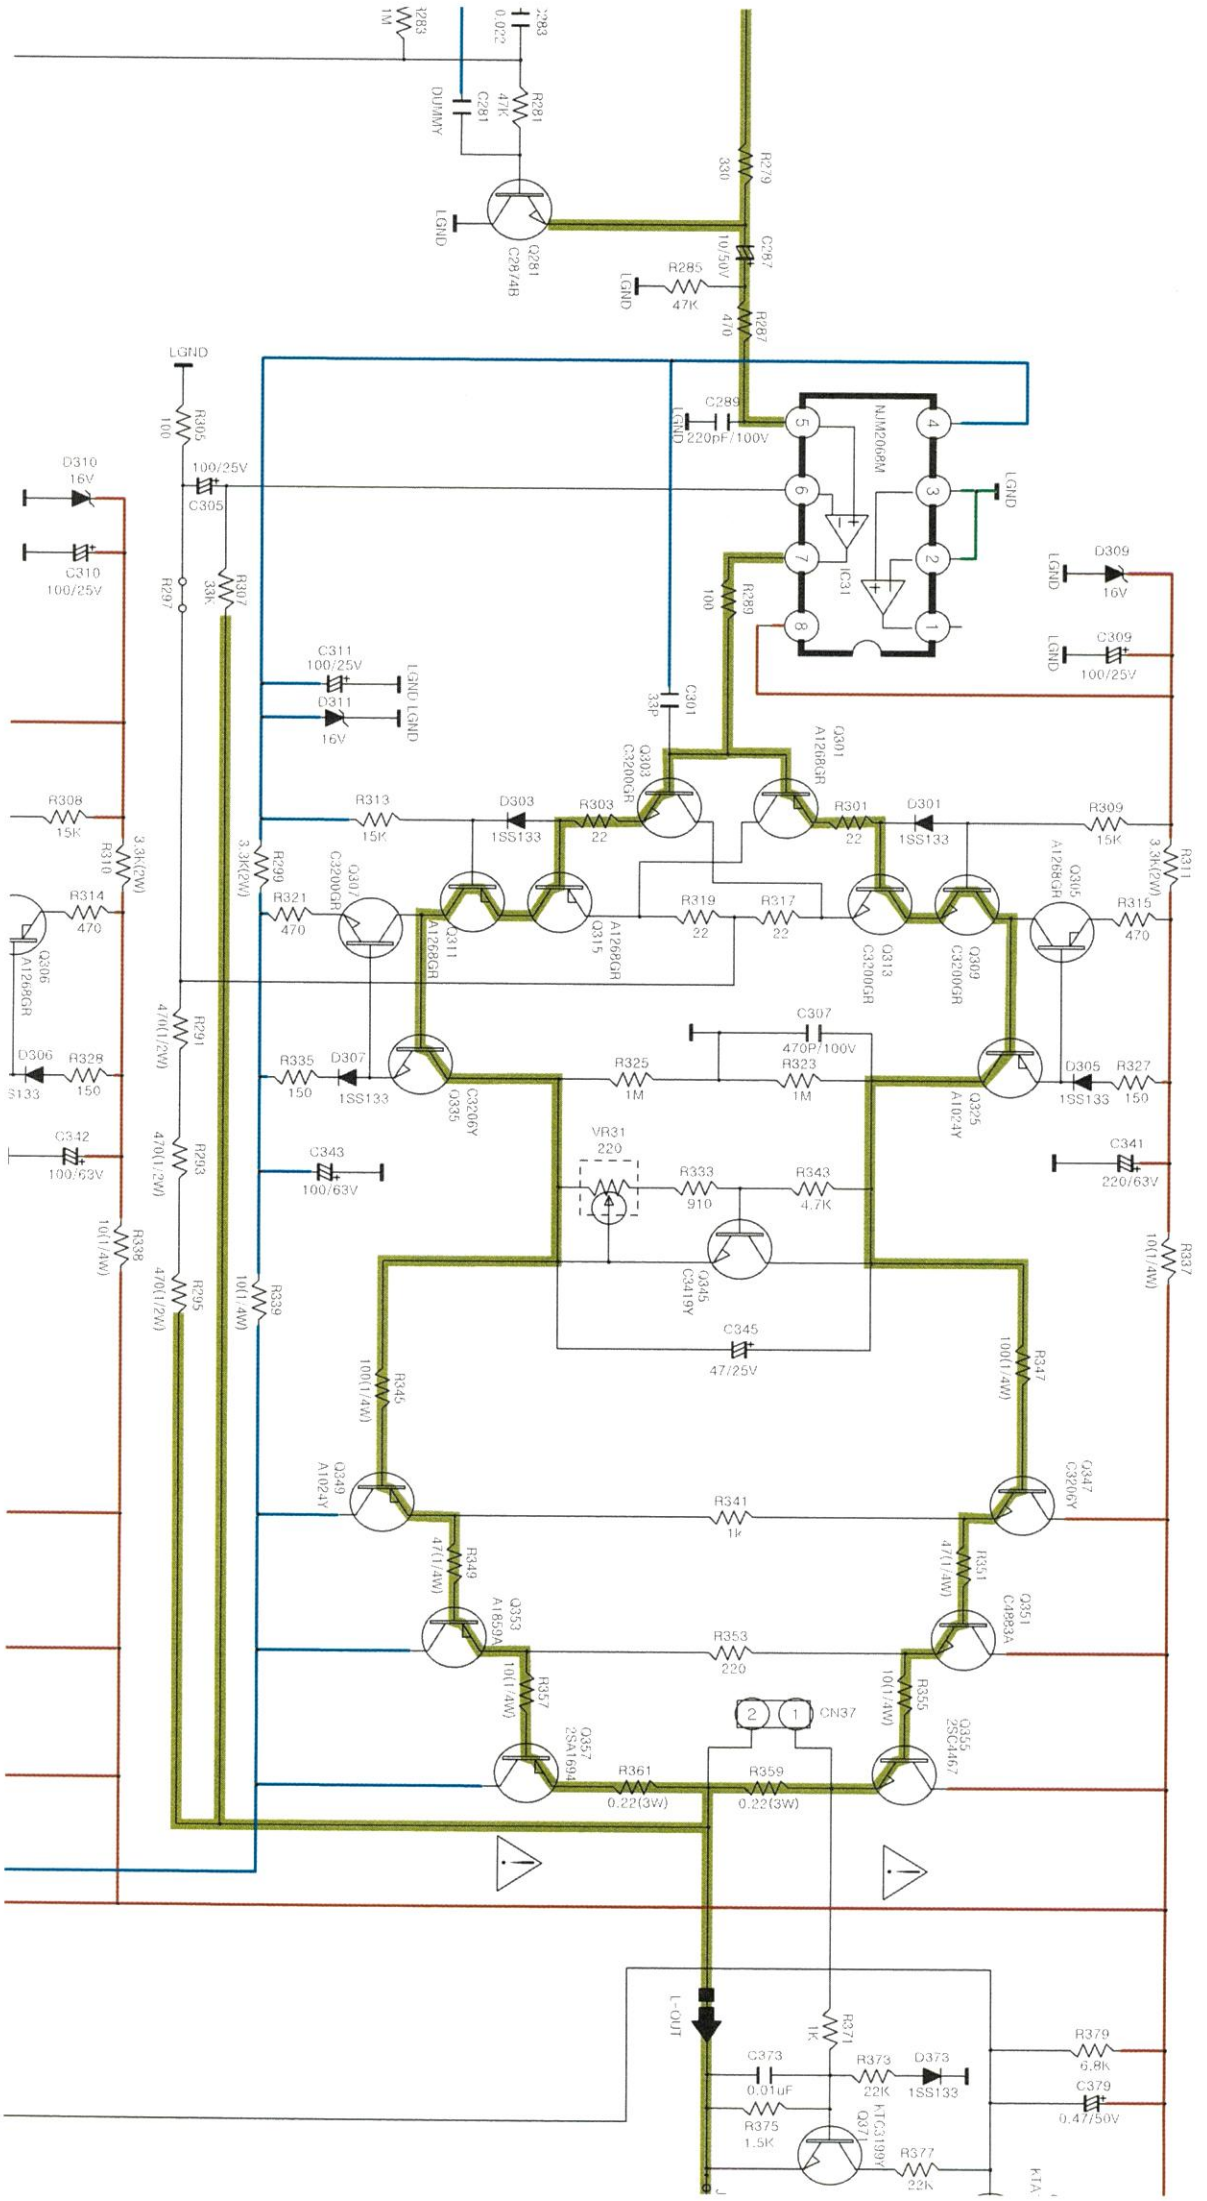 R283
1M
C283
0.022
C281
DUMMY
R281
47K
Q281
C2874B
LGND
R279
330
C287
10/50V
R285
47K
LGND
R287
470
LGND
R305
100
C289
220pF/100V
LGND
NJM2068M
5
6
7
8
4
3
2
1
IC31
LGND
D310
16V
C310
100/25V
100/25V
C305
R297
R307
33K
R289
100
D309
16V
LGND
C309
100/25V
LGND
C311
100/25V
LGND
D311
16V
LGND
C301
33P
Q303
C3200GR
Q301
A1268GR
R308
15K
R313
15K
D303
1SS133
R303
22
R301
22
D301
1SS133
R309
15K
3.3K(2W)
R310
R299
3.3K(2W)
R311
3.3K(2W)
R314
470
Q306
A1268GR
R321
470
Q307
C3200GR
Q311
A1268GR
Q315
A1268GR
R319
22
R317
22
Q313
C3200GR
Q309
C3200GR
Q305
A1268GR
R315
470
R291
470(1/2W)
C307
470P/100V
D306
SS133
R328
150
R335
150
D307
1SS133
Q335
C3206Y
R325
1M
R323
1M
Q325
A1024Y
D305
1SS133
R327
150
C342
100/63V
R293
470(1/2W)
C343
100/63V
VR31
220
R333
910
R343
4.7K
C341
220/63V
R338
10(1/4W)
R295
470(1/2W)
R339
10(1/4W)
Q345
C3419Y
R337
10(1/4W)
C345
47/25V
R345
100(1/4W)
R347
100(1/4W)
Q349
A1024Y
R341
1k
Q347
C3206Y
R349
47(1/4W)
R351
47(1/4W)
Q353
A1859A
R353
220
Q351
C4883A
R357
10(1/4W)
R355
10(1/4W)
2
1
CN37
Q357
2SA1694
R361
0.22(3W)
R359
0.22(3W)
Q355
2SC4467
!
!
L-OUT
R371
1K
C373
0.01uF
R373
22K
D373
1SS133
R379
6.8K
C379
0.47/50V
R375
1.5K
Q371
KTC3199Y
R377
22K
KTA
J